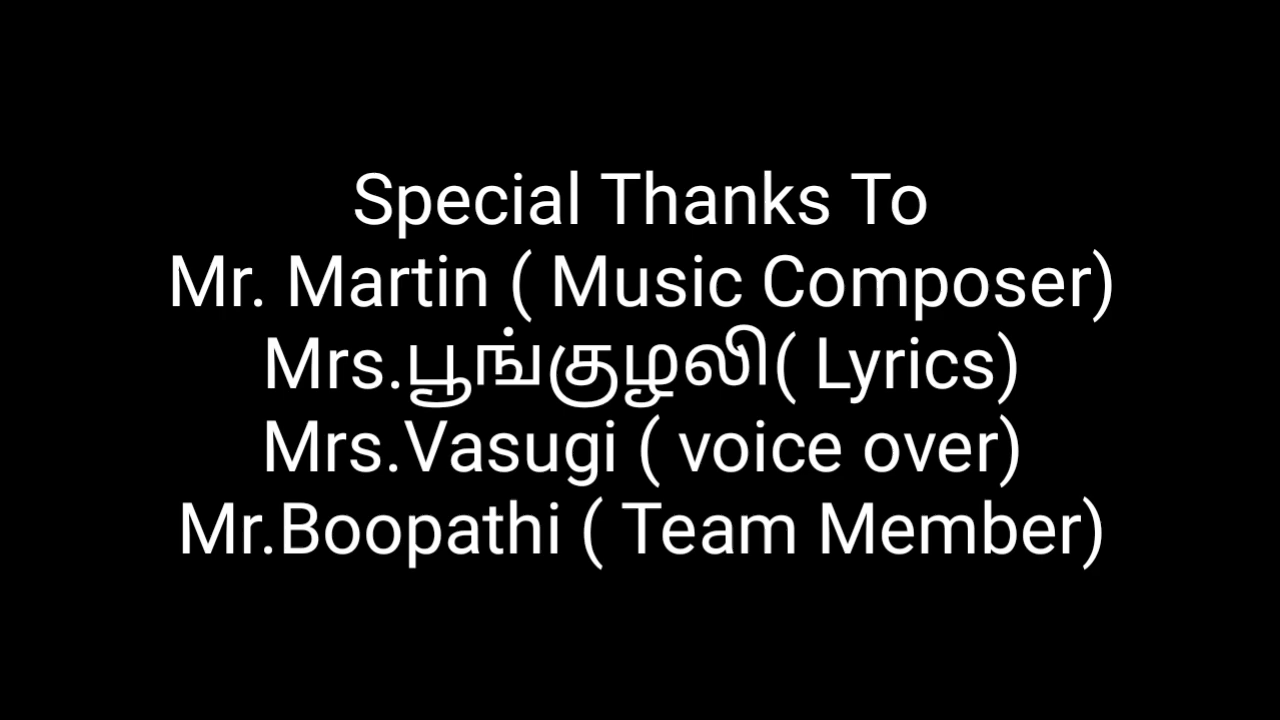 Special Thanks To
Mr. Martin ( Music Composer)
Mrs.பூங்குழலி( Lyrics)
Mrs.Vasugi ( voice over)
Mr.Boopathi ( Team Member)